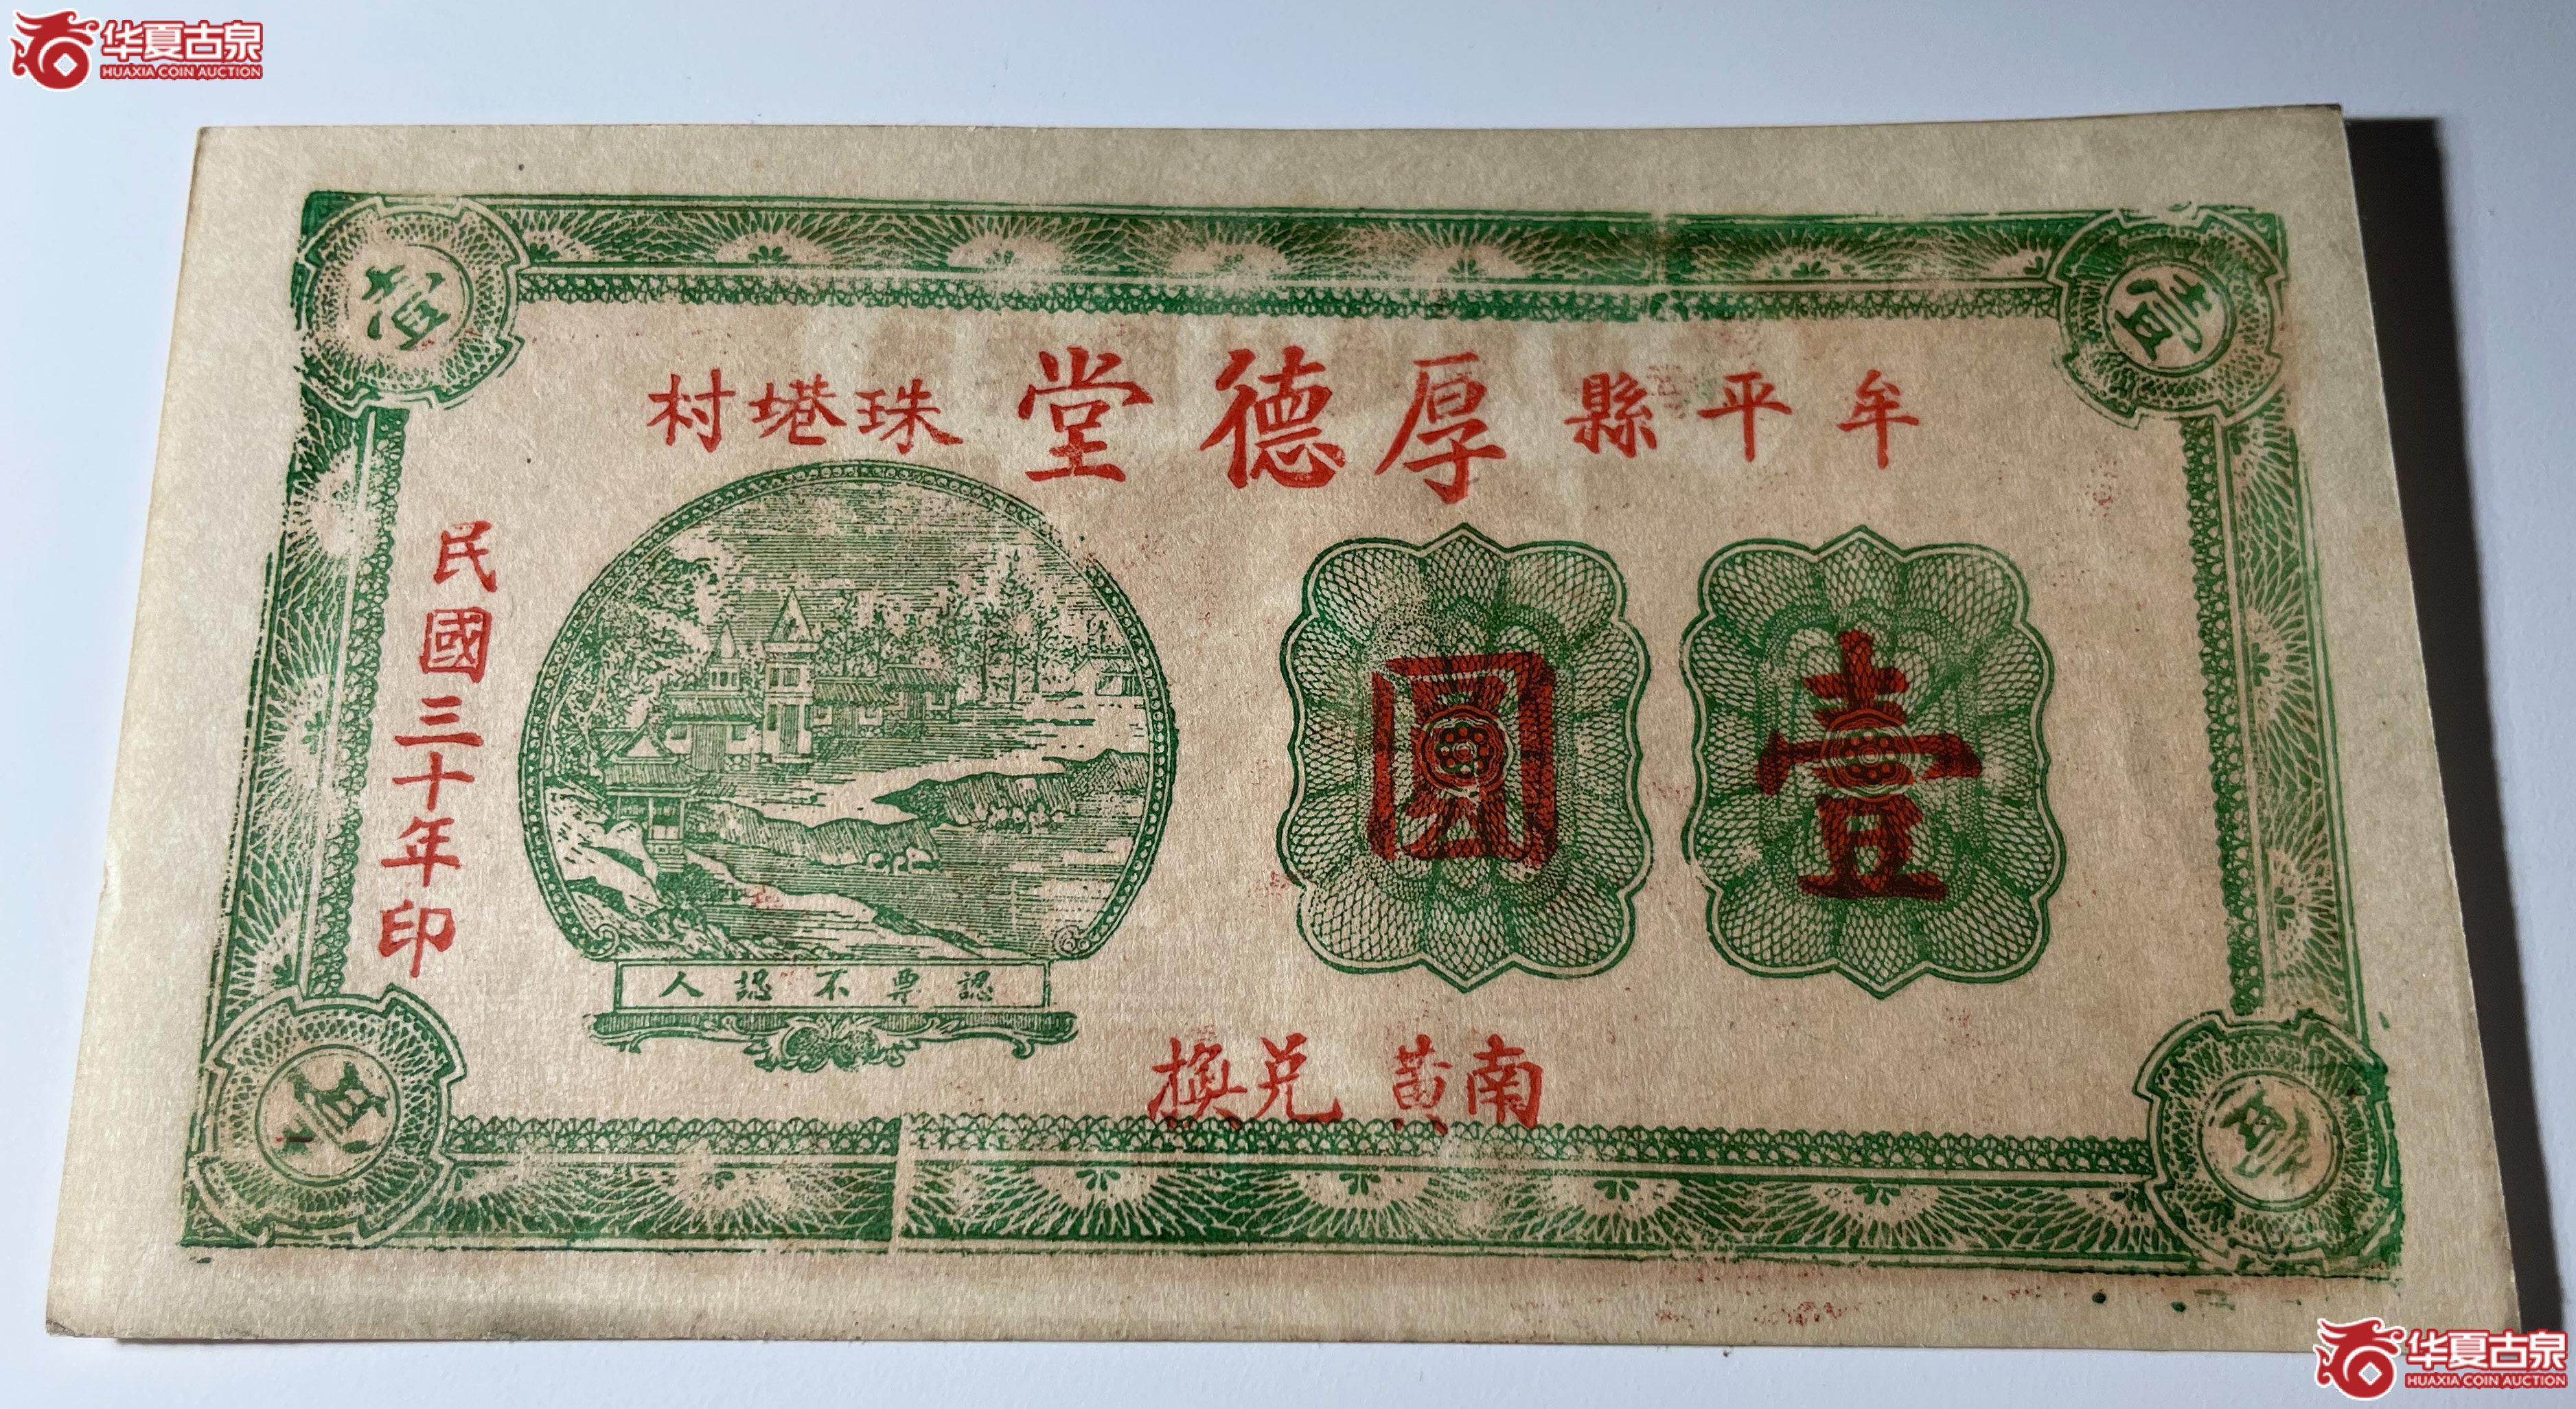 华夏古泉
HUAXIA COIN AUCTION
壹
壹
牟平縣 厚德堂 珠塂村
壹圓
民國三十年印
認票不認人
南黃 兌換
壹
壹
华夏古泉
HUAXIA COIN AUCTION